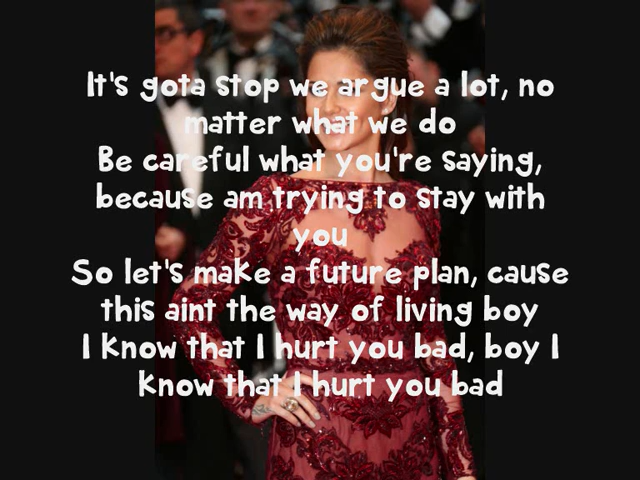 It's gota stop we argue a lot, no
matter what we do
Be careful what you're saying,
because am trying to stay with
you
So let's make a future plan, cause
this aint the way of living boy
I know that I hurt you bad, boy I
know that I hurt you bad